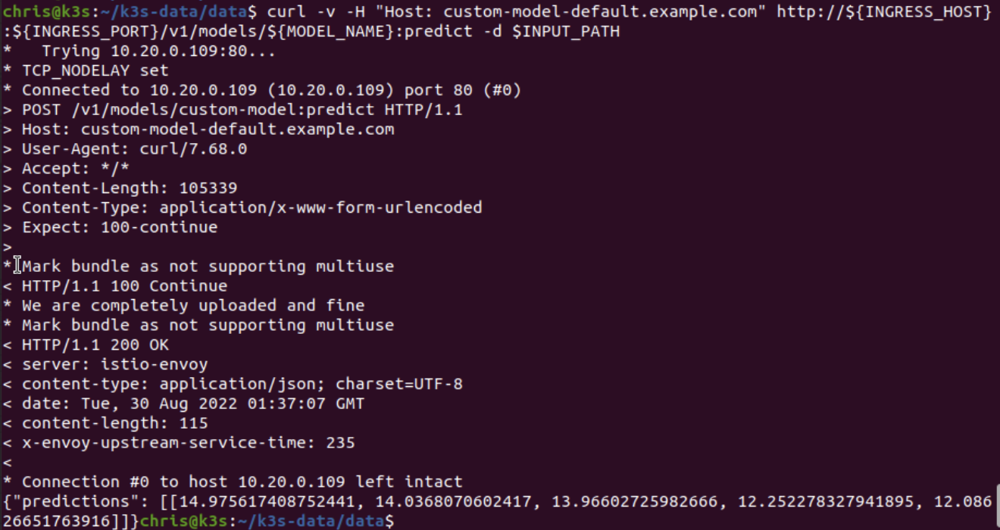 chris@k3s:~/k3s-data/data$ curl -v -H "Host: custom-model-default.example.com" http://${INGRESS_HOST}
:${INGRESS_PORT}/v1/models/${MODEL_NAME}:predict -d $INPUT_PATH
*   Trying 10.20.0.109:80...
* TCP_NODELAY set
* Connected to 10.20.0.109 (10.20.0.109) port 80 (#0)
> POST /v1/models/custom-model:predict HTTP/1.1
> Host: custom-model-default.example.com
> User-Agent: curl/7.68.0
> Accept: */*
> Content-Length: 105339
> Content-Type: application/x-www-form-urlencoded
> Expect: 100-continue
>
* Mark bundle as not supporting multiuse
< HTTP/1.1 100 Continue
* We are completely uploaded and fine
* Mark bundle as not supporting multiuse
< HTTP/1.1 200 OK
< server: istio-envoy
< content-type: application/json; charset=UTF-8
< date: Tue, 30 Aug 2022 01:37:07 GMT
< content-length: 115
< x-envoy-upstream-service-time: 235
<
* Connection #0 to host 10.20.0.109 left intact
{"predictions": [[14.975617408752441, 14.0368070602417, 13.96602725982666, 12.252278327941895, 12.086
26651763916]]}chris@k3s:~/k3s-data/data$